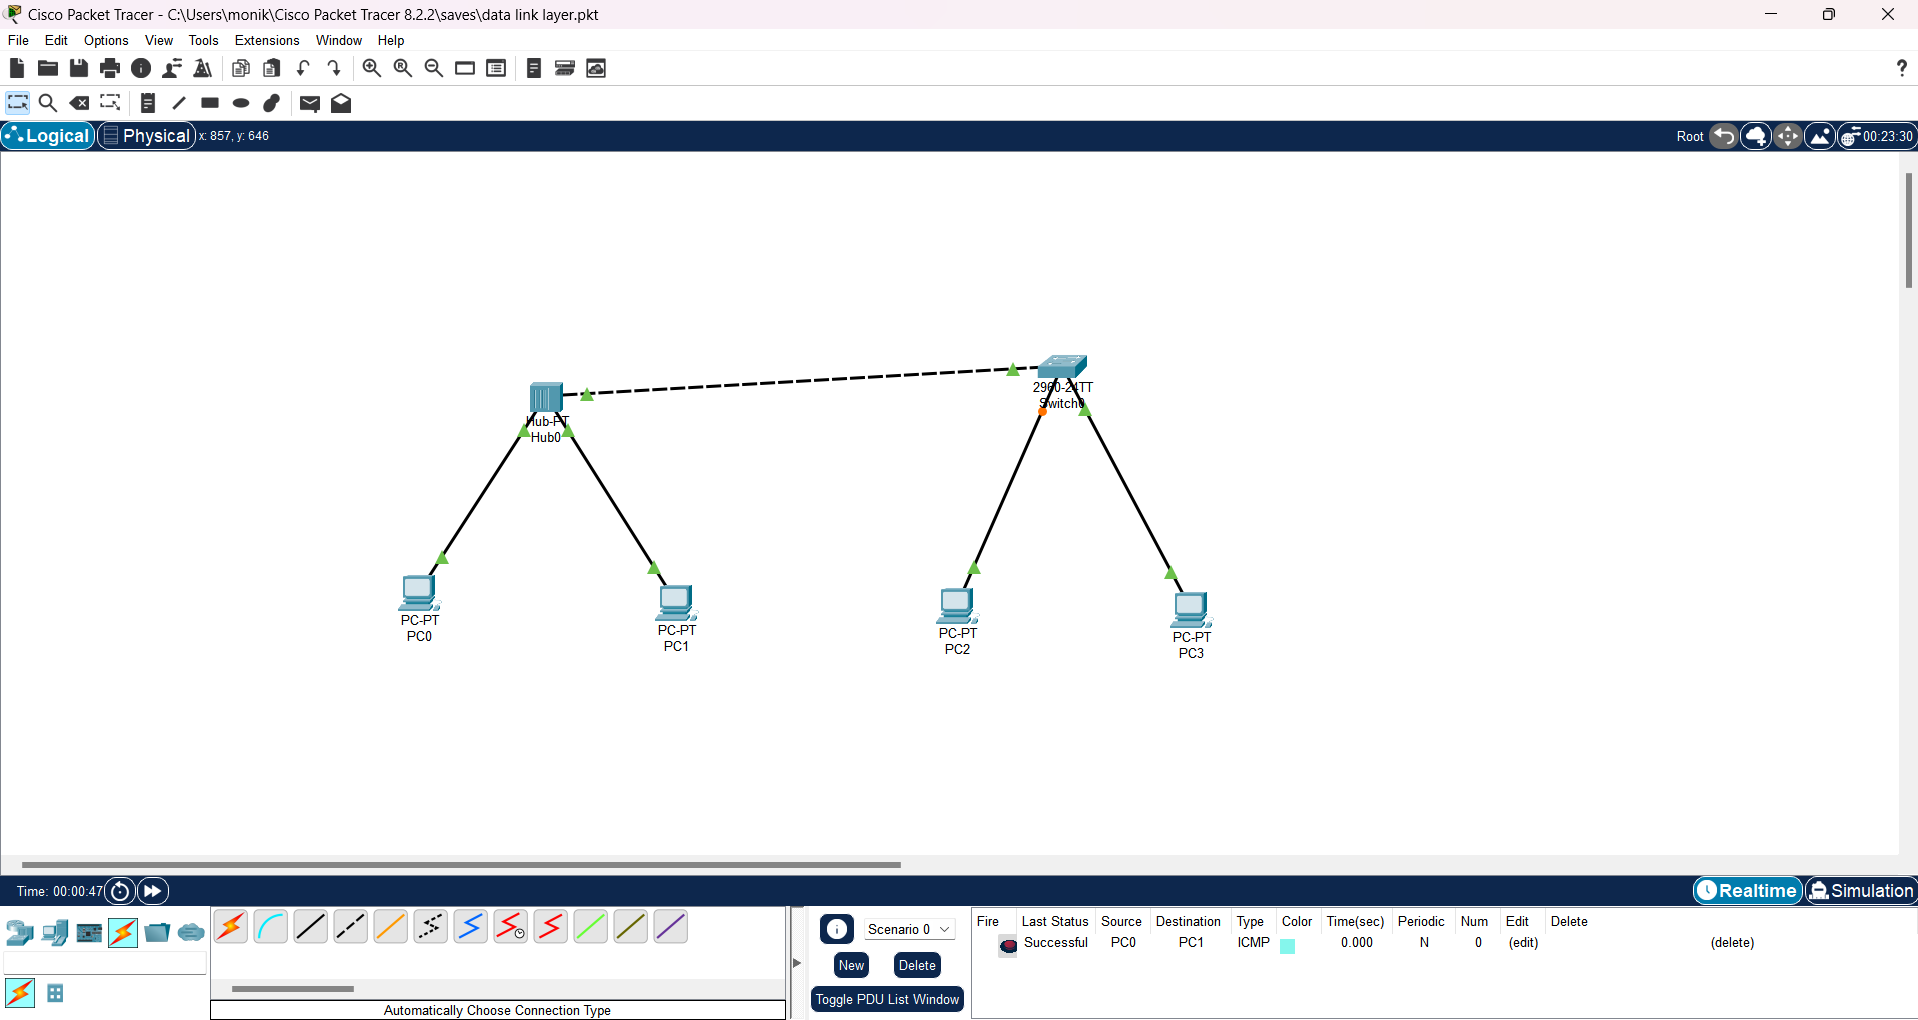 Cisco Packet Tracer - C:\Users\monik\Cisco Packet Tracer 8.2.2\saves\data link layer.pkt
File Edit Options View Tools Extensions Window Help
?
Logical Physical x: 857, y: 646 Root 00:23:30
2960-24TT
Switch0
Hub-PT
Hub0
PC-PT
PC0
PC-PT
PC1
PC-PT
PC2
PC-PT
PC3
Time: 00:00:47 Realtime Simulation
Scenario 0
New Delete
Toggle PDU List Window
Automatically Choose Connection Type
Fire Last Status Source Destination Type Color Time(sec) Periodic Num Edit Delete
Successful PC0 PC1 ICMP 0.000 N 0 (edit) (delete)